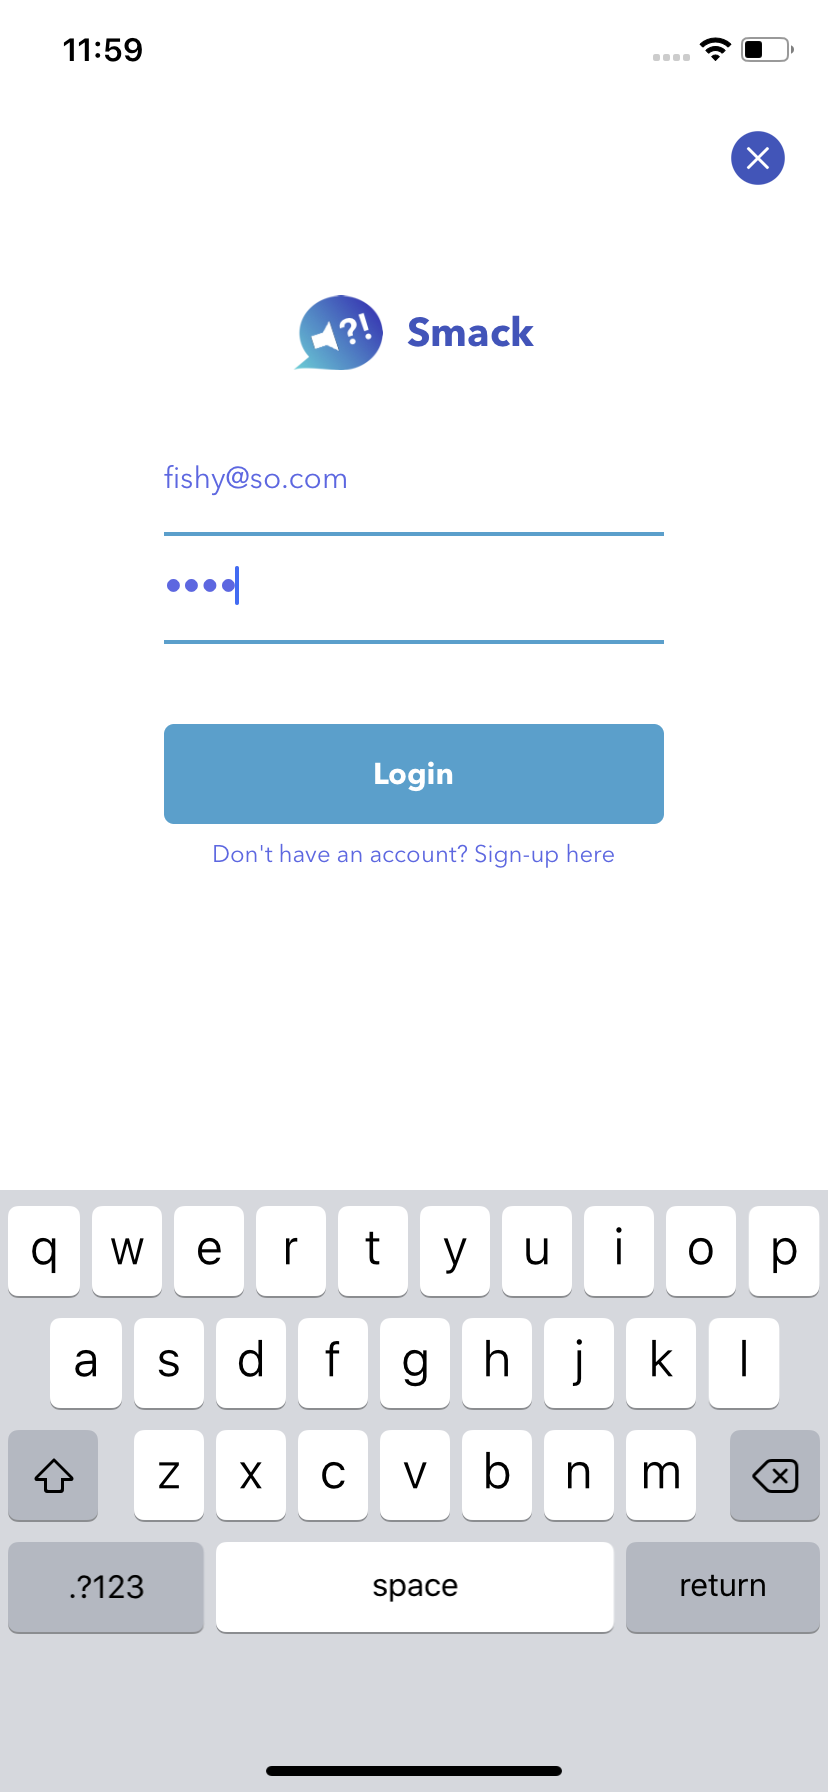 11:59
?!
Smack
fishy@so.com
••••
Login
Don't have an account? Sign-up here
q w e r t y u i o p
a s d f g h j k l
z x c v b n m
.?123 space return